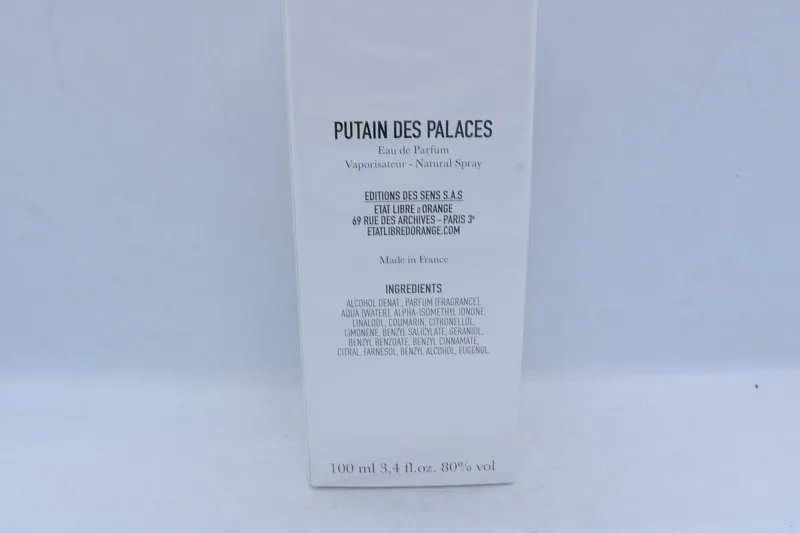 PUTAIN DES PALACES
Eau de Parfum
Vaporisateur - Natural Spray
EDITIONS DES SENS S.A.S
ETAT LIBRE D'ORANGE
69 RUE DES ARCHIVES - PARIS 3e
ETATLIBREDORANGE.COM
Made in France
INGREDIENTS
ALCOHOL DENAT., PARFUM (FRAGRANCE),
AQUA (WATER), ALPHA-ISOMETHYL IONONE,
LINALOOL, COUMARIN, CITRONELLOL,
LIMONENE, BENZYL SALICYLATE, GERANIOL,
BENZYL BENZOATE, BENZYL CINNAMATE,
CITRAL, FARNESOL, BENZYL ALCOHOL, EUGENOL.
100 ml 3,4 fl.oz. 80% vol